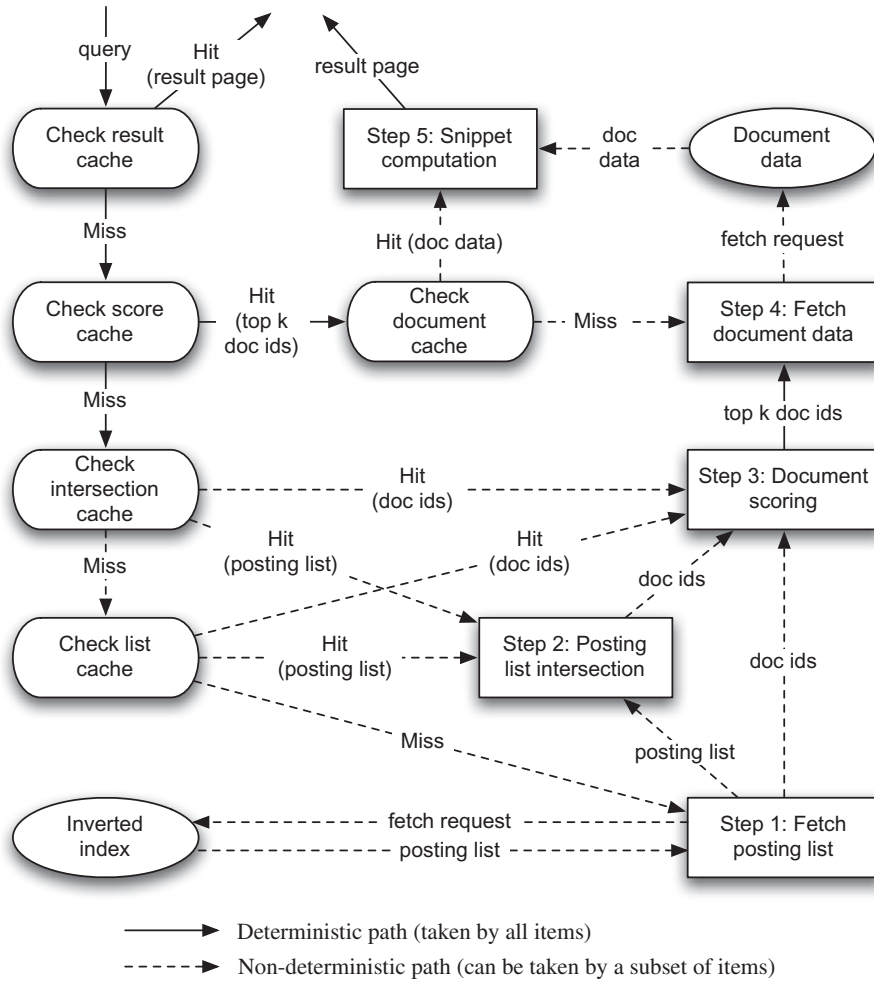 query
Hit
(result page)
result page
Check result
cache
Step 5: Snippet
computation
doc
data
Document
data
Miss
Hit (doc data)
fetch request
Check score
cache
Hit
(top k
doc ids)
Check
document
cache
Miss
Step 4: Fetch
document data
Miss
top k doc ids
Check
intersection
cache
Hit
(doc ids)
Step 3: Document
scoring
Miss
Hit
(posting list)
Hit
(doc ids)
doc ids
Check list
cache
Hit
(posting list)
Step 2: Posting
list intersection
doc ids
Miss
posting list
Inverted
index
fetch request
posting list
Step 1: Fetch
posting list
Deterministic path (taken by all items)
Non-deterministic path (can be taken by a subset of items)